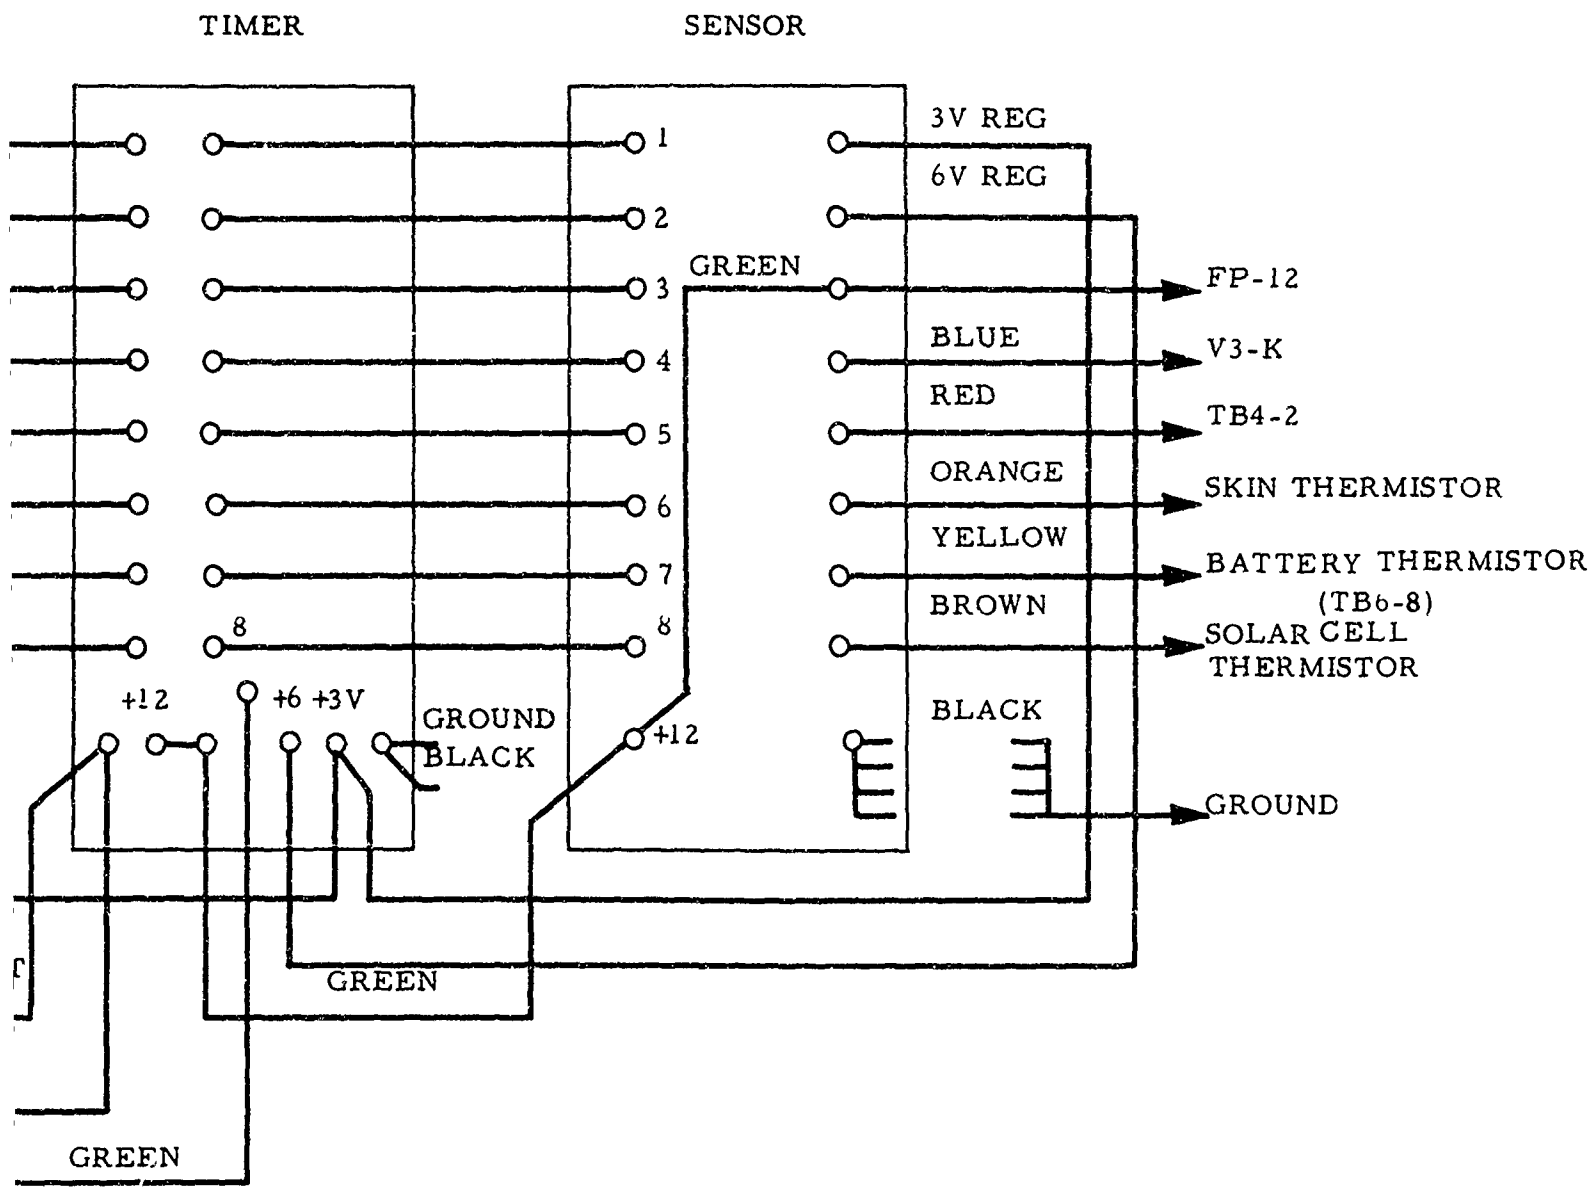 TIMER
SENSOR
3V REG
1
6V REG
2
GREEN
3
FP-12
BLUE
4
V3-K
RED
5
TB4-2
ORANGE
6
SKIN THERMISTOR
YELLOW
7
BATTERY THERMISTOR
(TB6-8)
BROWN
8
8
SOLAR CELL
THERMISTOR
+12
+6 +3V
GROUND
BLACK
+12
BLACK
GROUND
T
GREEN
GREEN